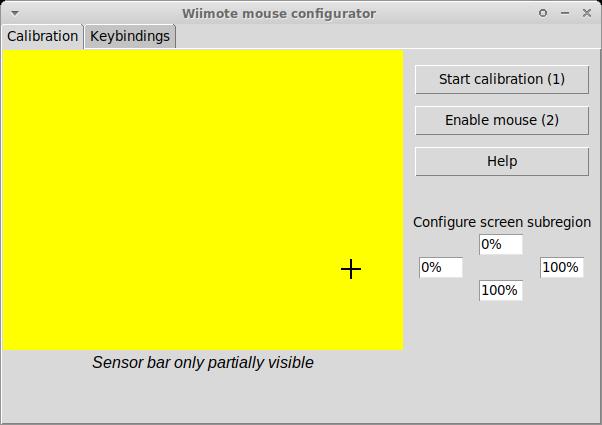 Wiimote mouse configurator
Calibration Keybindings
Start calibration (1)
Enable mouse (2)
Help
Configure screen subregion
0%
0% 100%
100%
Sensor bar only partially visible